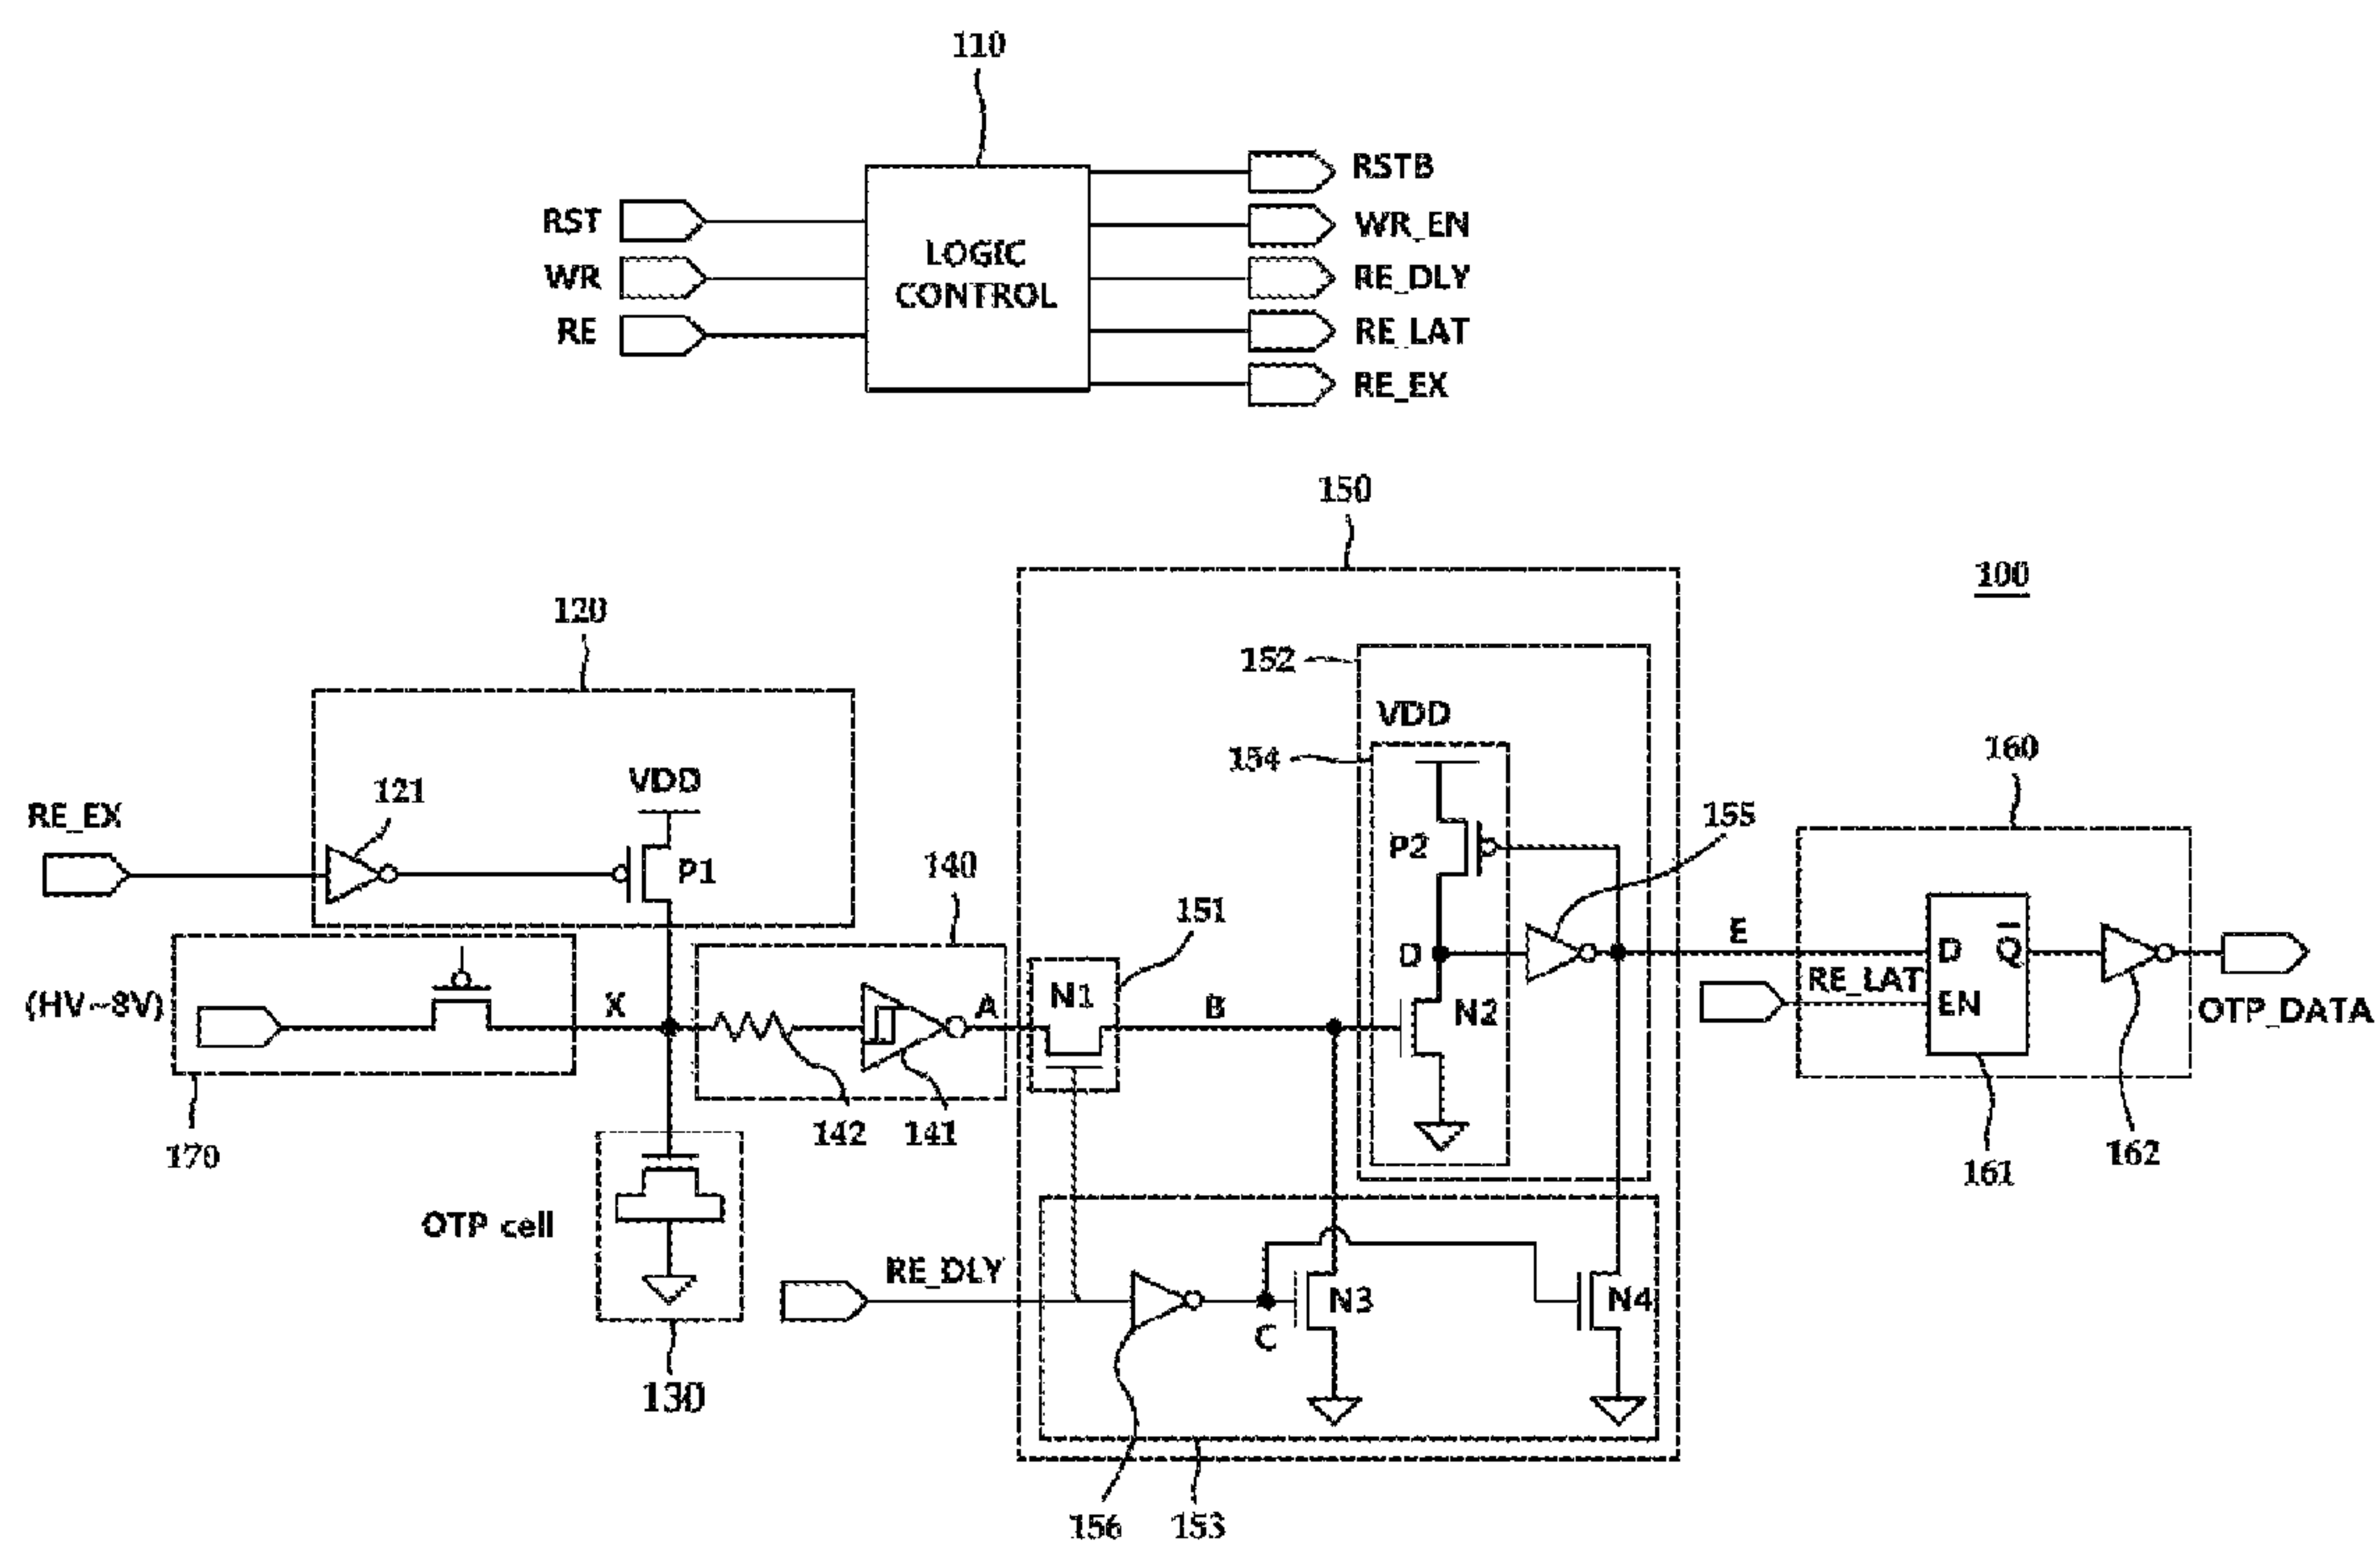 110
RST
WR
RE
LOGIC
CONTROL
RSTB
WR_EN
RE_DLY
RE_LAT
RE_EX
150
100
120
152
VDD
154
160
121
VDD
155
RE_EX
P1
P2
140
151
E
D
D
Q
N1
RE_LAT
EN
(HV~8V)
X
A
B
N2
OTP_DATA
142
141
170
162
161
OTP cell
RE_DLY
N3
N4
C
130
156
153